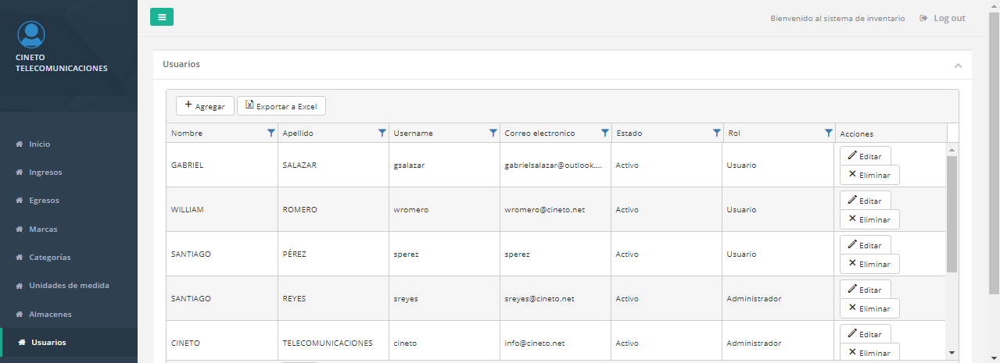 CINETO
TELECOMUNICACIONES
Inicio
Ingresos
Egresos
Marcas
Categorías
Unidades de medida
Almacenes
Usuarios
Bienvenido al sistema de inventario Log out
Usuarios
Agregar Exportar a Excel
Nombre Apellido Username Correo electronico Estado Rol Acciones
GABRIEL SALAZAR gsalazar gabrielsalazar@outlook.... Activo Usuario Editar
Eliminar
WILLIAM ROMERO wromero wromero@cineto.net Activo Usuario Editar
Eliminar
SANTIAGO PÉREZ sperez sperez Activo Usuario Editar
Eliminar
SANTIAGO REYES sreyes sreyes@cineto.net Activo Administrador Editar
Eliminar
CINETO TELECOMUNICACIONES cineto info@cineto.net Activo Administrador Editar
Eliminar